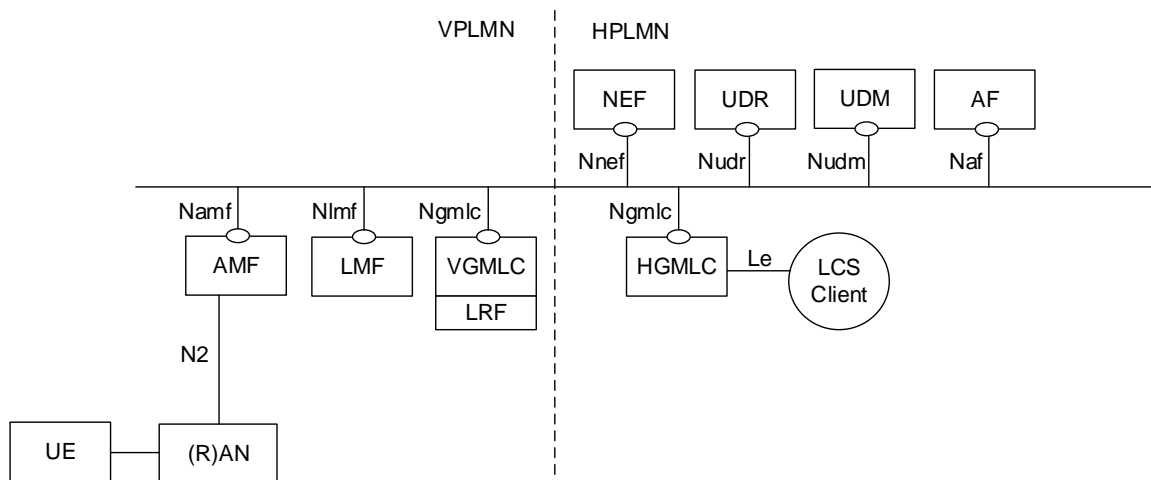 VPLMN
HPLMN
NEF
UDR
UDM
AF
Nnef
Nudr
Nudm
Naf
Namf
Nlmf
Ngmlc
Ngmlc
AMF
LMF
VGMLC
LRF
HGMLC
Le
LCS
Client
N2
UE
(R)AN